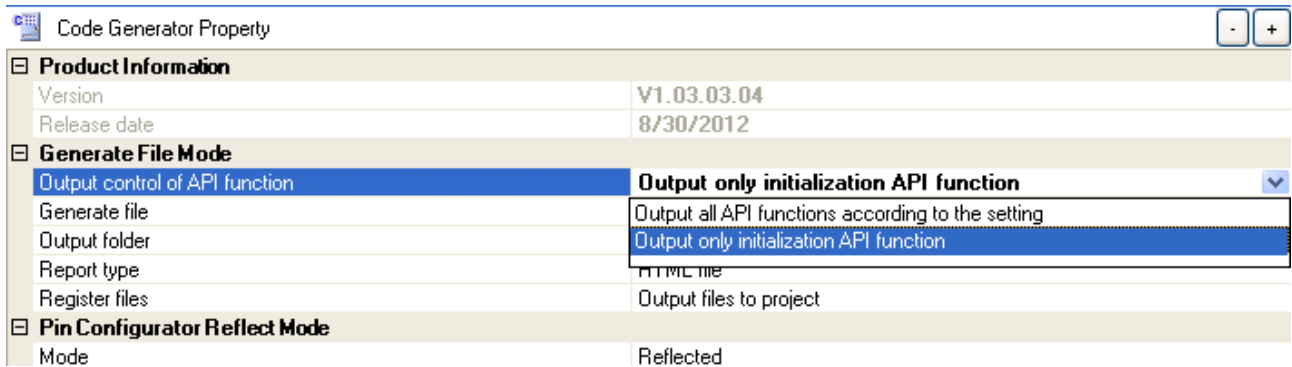 Code Generator Property - +
Product Information
Version V1.03.03.04
Release date 8/30/2012
Generate File Mode
Output control of API function Output only initialization API function
Generate file Output all API functions according to the setting
Output folder Output only initialization API function
Report type HTML file
Register files Output files to project
Pin Configurator Reflect Mode
Mode Reflected